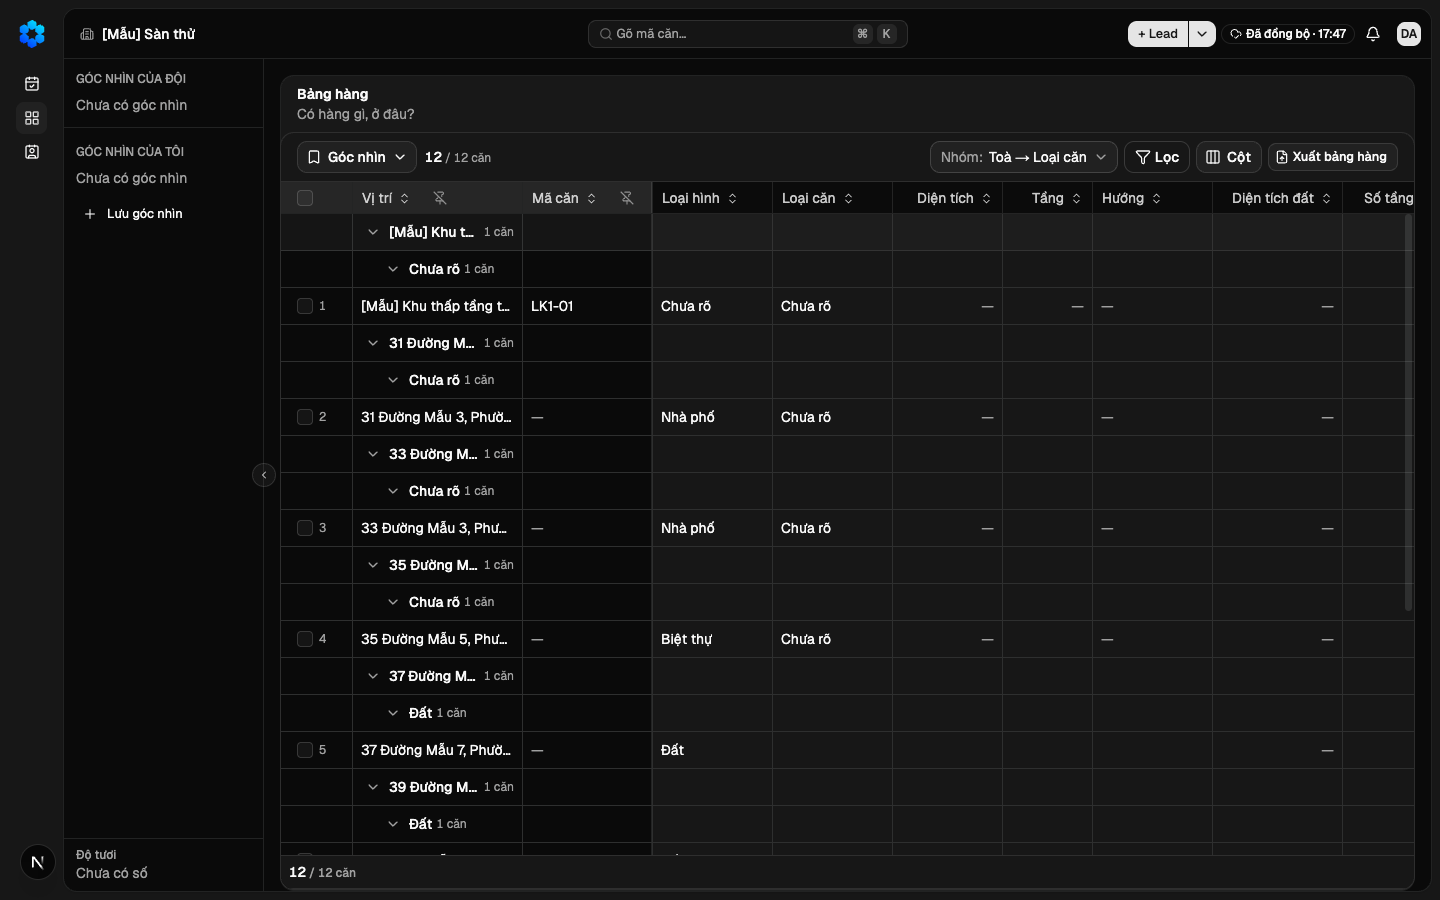 [Mẫu] Sàn thử
Gõ mã căn...
⌘ K
+ Lead
Đã đồng bộ · 17:47
DA
GÓC NHÌN CỦA ĐỘI
Chưa có góc nhìn
GÓC NHÌN CỦA TÔI
Chưa có góc nhìn
+ Lưu góc nhìn
Độ tươi
Chưa có số
N
Bảng hàng
Có hàng gì, ở đâu?
Góc nhìn
12 / 12 căn
Nhóm: Toà → Loại căn
Lọc
Cột
Xuất bảng hàng
Vị trí Mã căn Loại hình Loại căn Diện tích Tầng Hướng Diện tích đất Số tầng
[Mẫu] Khu t... 1 căn
Chưa rõ 1 căn
1 [Mẫu] Khu thấp tầng t... LK1-01 Chưa rõ Chưa rõ — — — —
31 Đường M... 1 căn
Chưa rõ 1 căn
2 31 Đường Mẫu 3, Phườ... — Nhà phố Chưa rõ — — —
33 Đường M... 1 căn
Chưa rõ 1 căn
3 33 Đường Mẫu 3, Phư... — Nhà phố Chưa rõ — — —
35 Đường M... 1 căn
Chưa rõ 1 căn
4 35 Đường Mẫu 5, Phư... — Biệt thự Chưa rõ — — —
37 Đường M... 1 căn
Đất 1 căn
5 37 Đường Mẫu 7, Phườ... — Đất —
39 Đường M... 1 căn
Đất 1 căn
12 / 12 căn